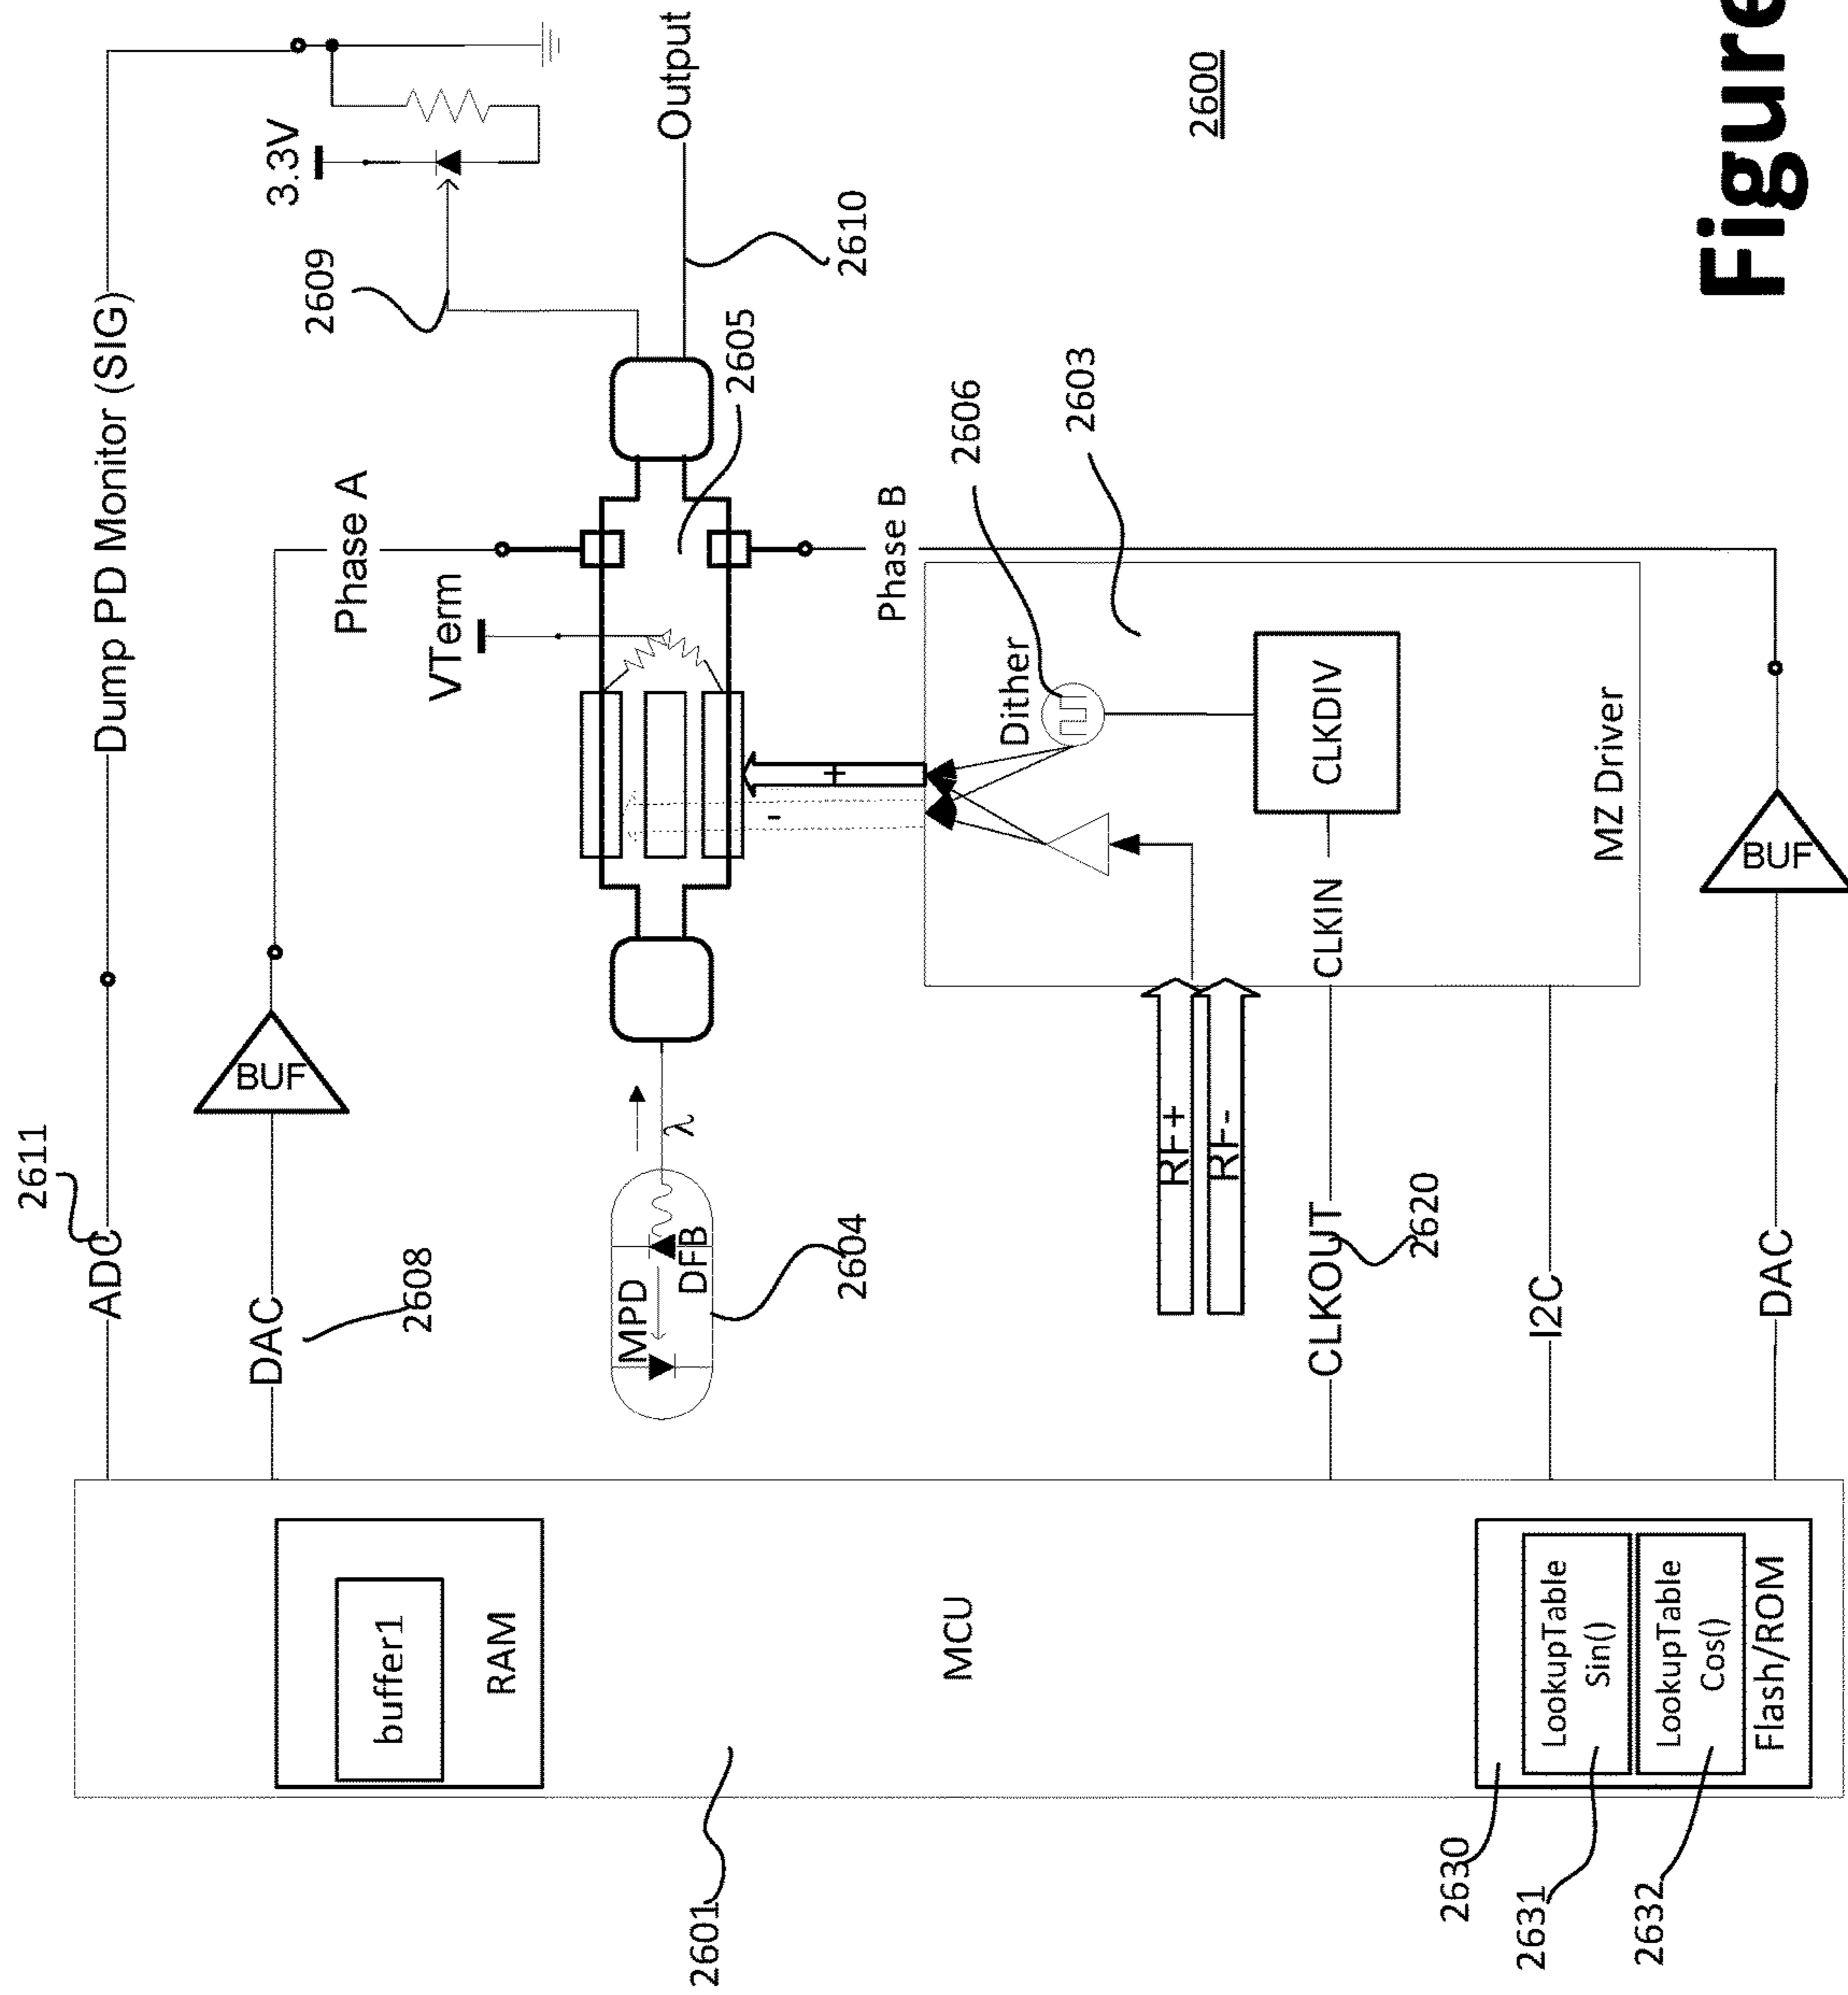 2611
ADC
Dump PD Monitor (SIG)
2608
DAC
BUF
Phase A
2609
3.3V
VTerm
2604
MPD
DFB
λ
2605
2610
Output
+
-
Phase B
2606
2603
Dither
RF+
RF-
CLKOUT
2620
CLKIN
CLKDIV
MZ Driver
I2C
DAC
BUF
2600
2601
buffer1
RAM
MCU
2630
2631
2632
LookupTable
Sin()
LookupTable
Cos()
Flash/ROM
Figure